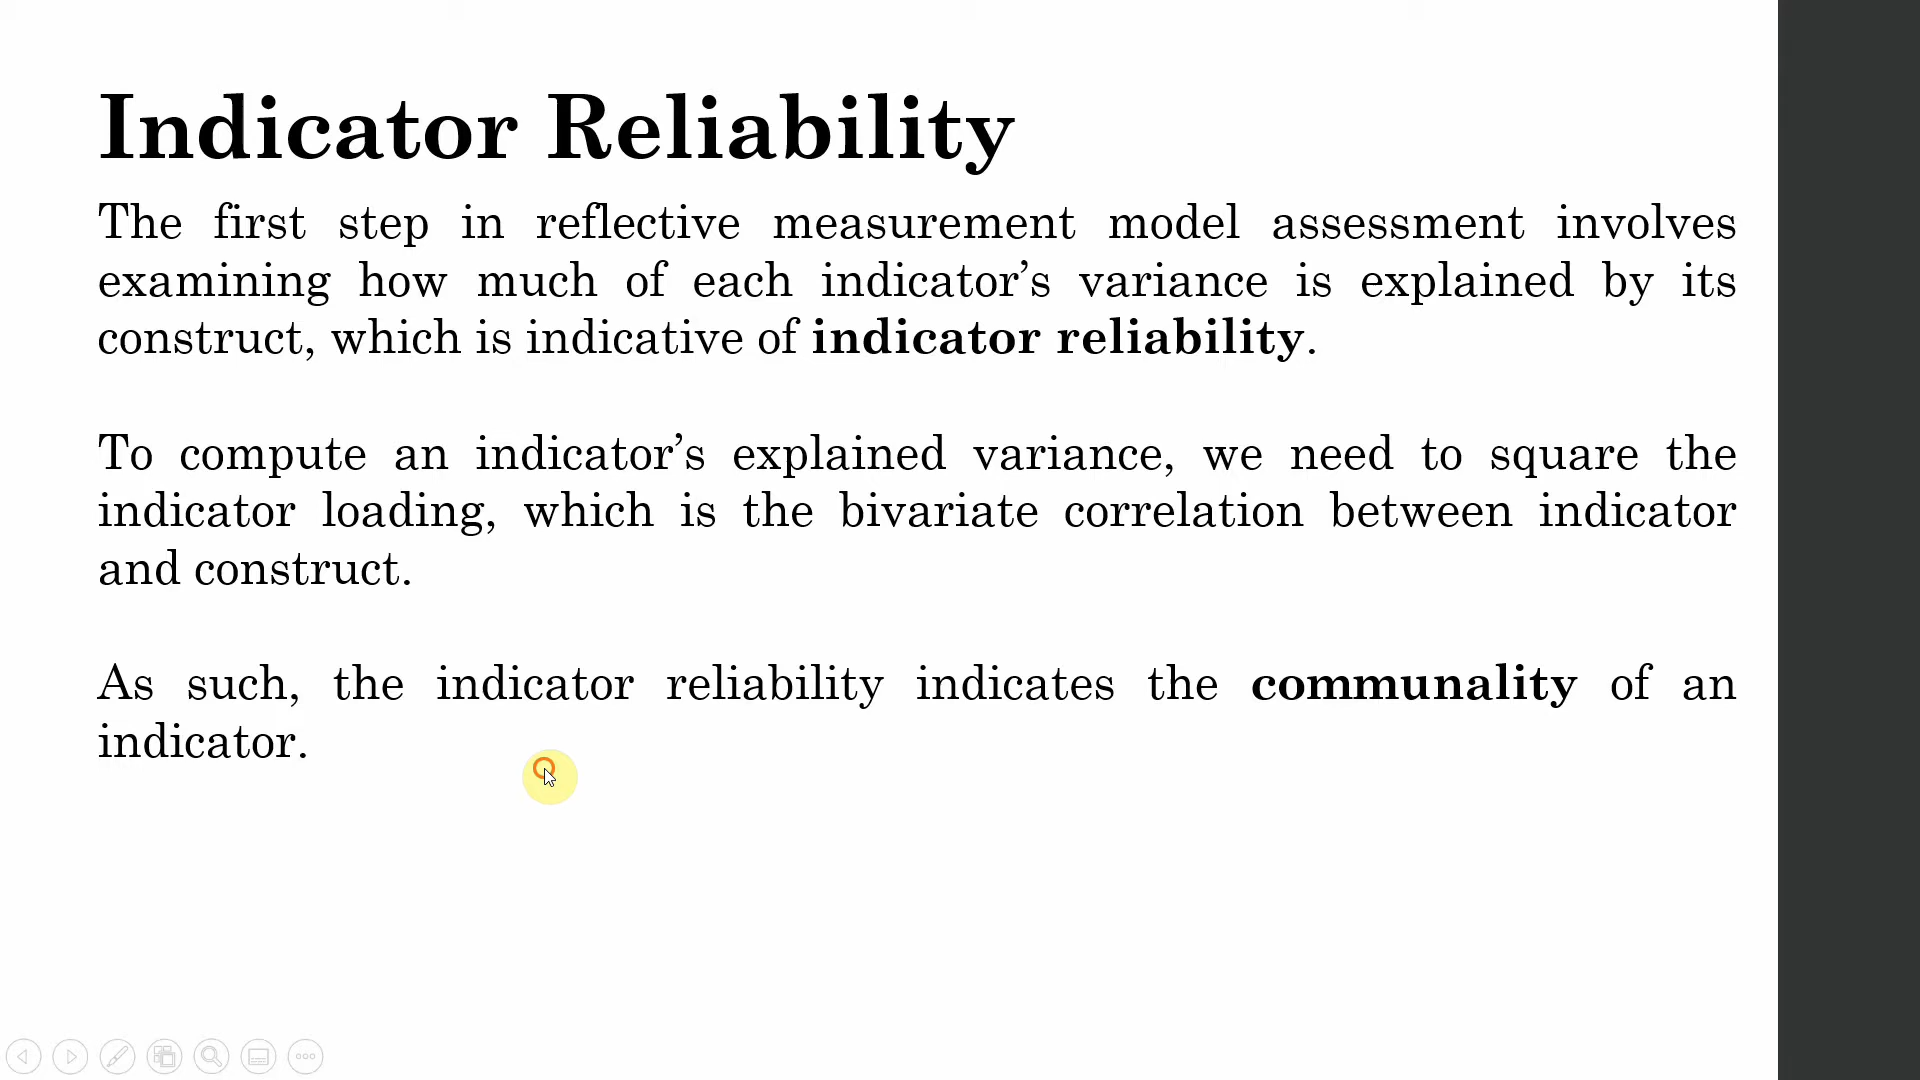 Indicator Reliability
The first step in reflective measurement model assessment involves
examining how much of each indicator’s variance is explained by its
construct, which is indicative of indicator reliability.
To compute an indicator’s explained variance, we need to square the
indicator loading, which is the bivariate correlation between indicator
and construct.
As such, the indicator reliability indicates the communality of an
indicator.